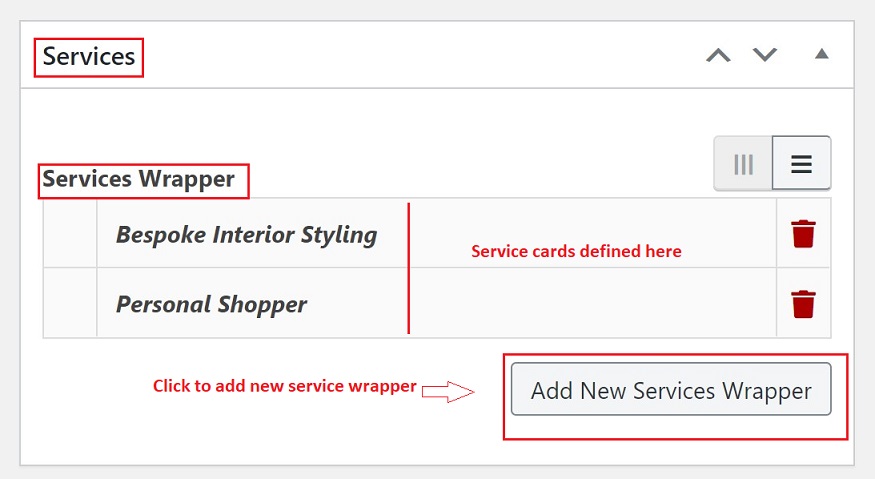 Services
Services Wrapper
Bespoke Interior Styling
Service cards defined here
Personal Shopper
Click to add new service wrapper
Add New Services Wrapper